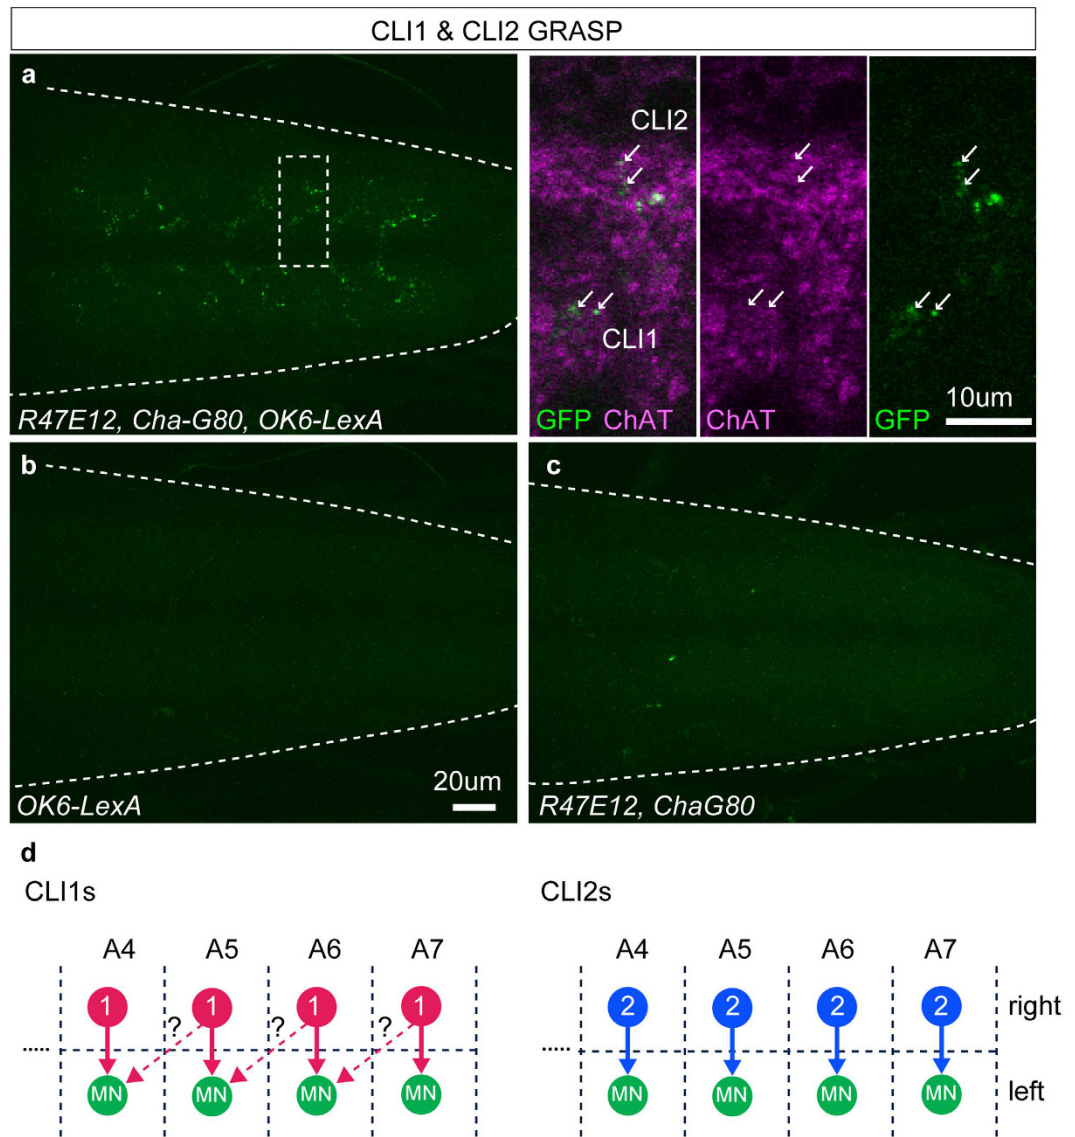 CLI1 & CLI2 GRASP
a
CLI2
CLI1
R47E12, Cha-G80, OK6-LexA
GFP ChAT
ChAT
GFP
10um
b
c
OK6-LexA
20um
R47E12, ChaG80
d
CLI1s
CLI2s
A4 A5 A6 A7
A4 A5 A6 A7
1 1 1 1
2 2 2 2
right
? ? ?
..... .....
MN MN MN MN
MN MN MN MN
left